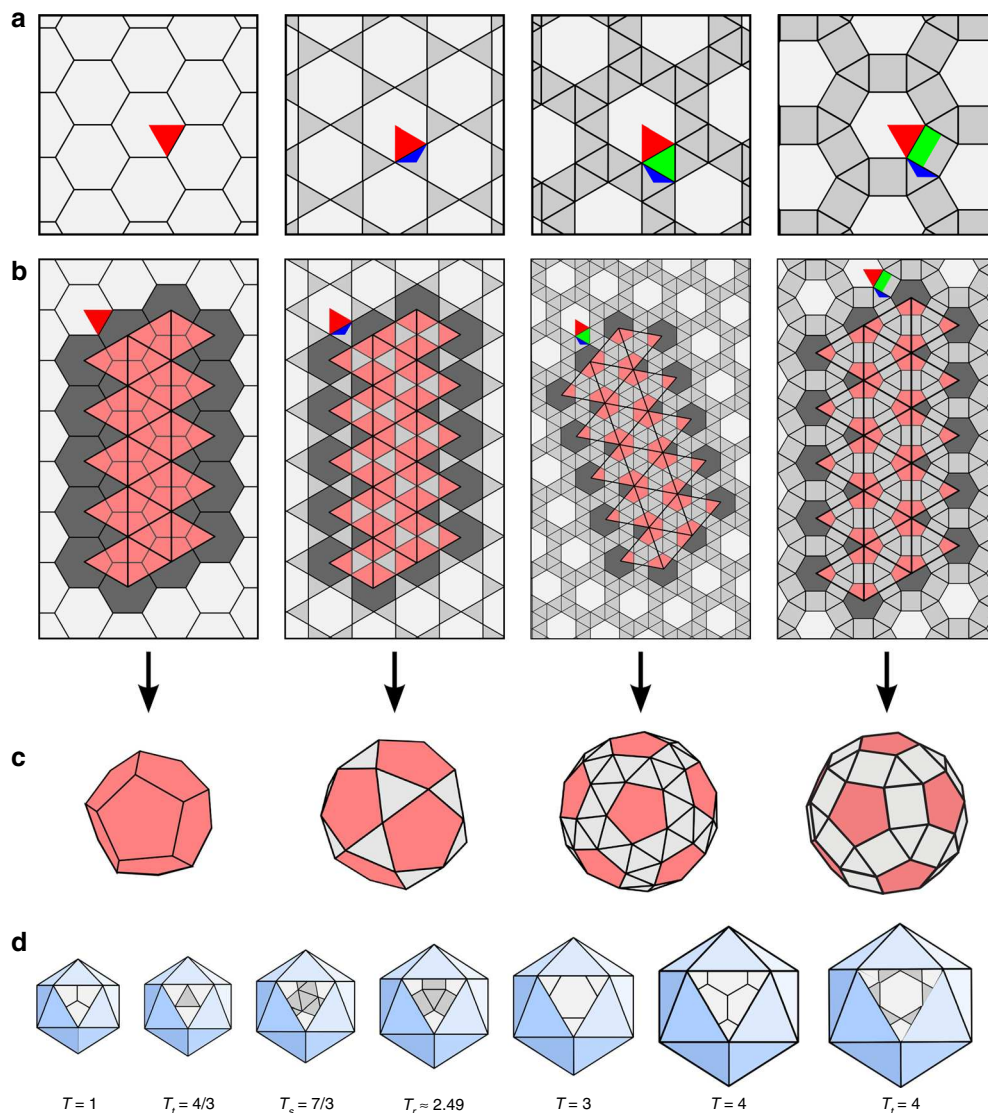 a
b
c
d
T = 1
Tt = 4/3
Ts = 7/3
Tr ≈ 2.49
T = 3
T = 4
Tt = 4